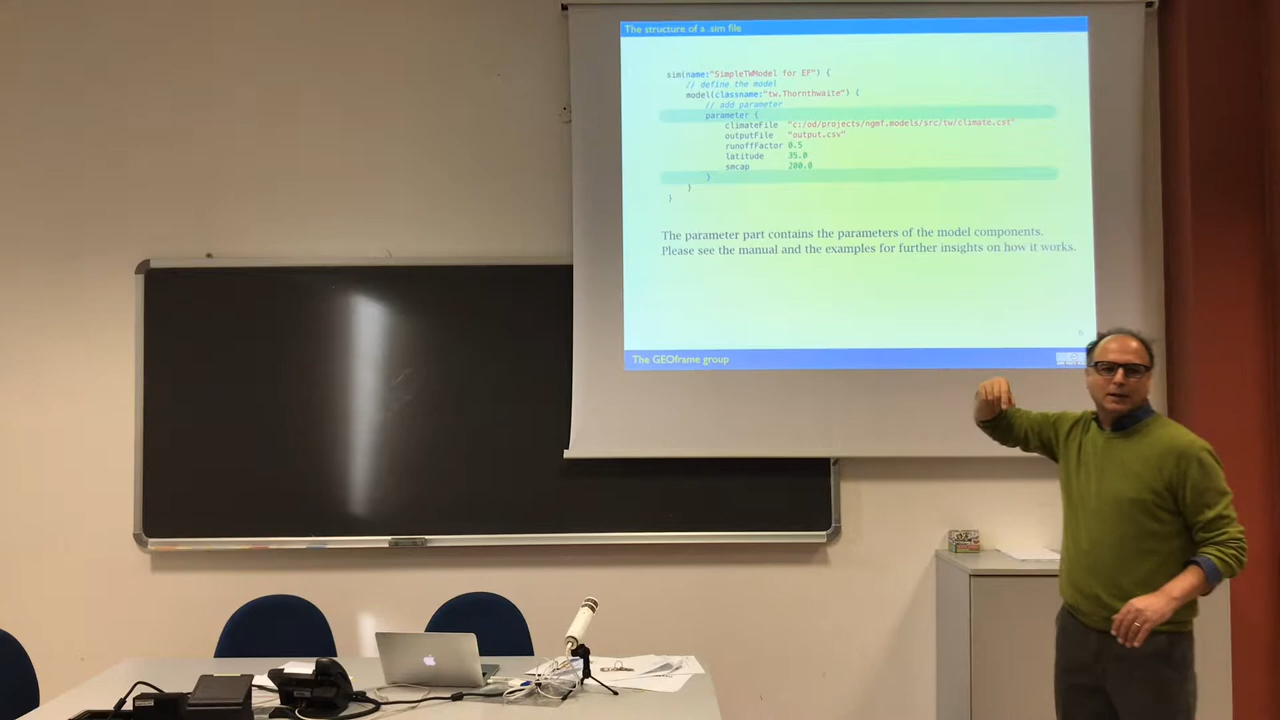 The structure of a .sim file
sim(name:"SimpleTWModel for EF") {
// define the model
model(classname:"tw.Thornthwaite") {
// add parameter
parameter {
climateFile "c:/od/projects/ngmf.models/src/tw/climate.cst"
outputFile "output.csv"
runoffFactor 0.5
latitude 35.0
smcap 200.0
}
}
}
The parameter part contains the parameters of the model components.
Please see the manual and the examples for further insights on how it works.
6
The GEOframe group